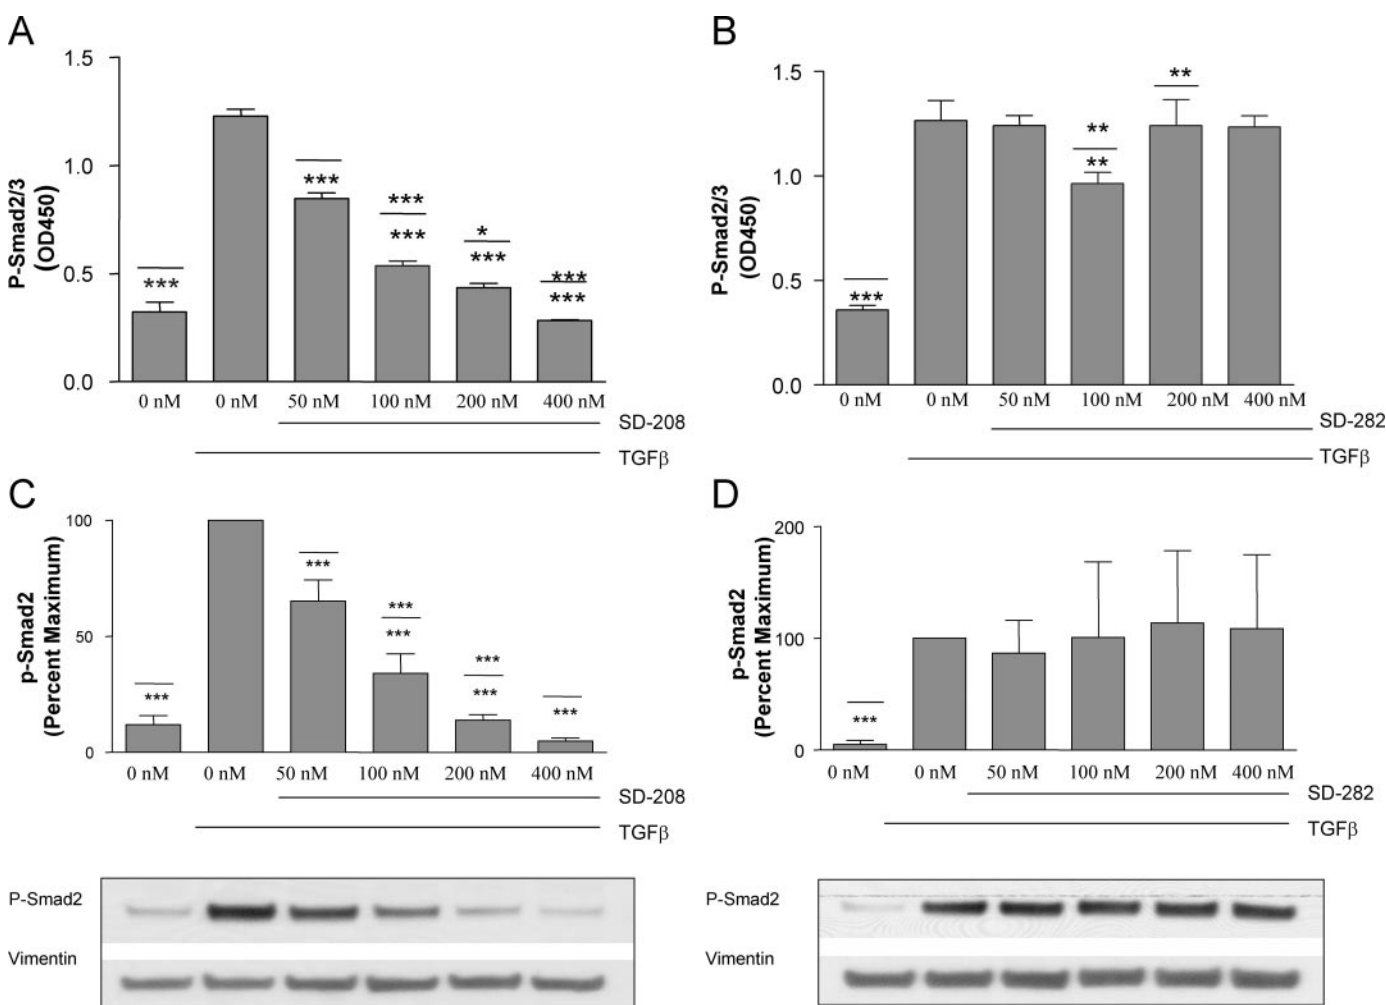 A
1.5
1.0
0.5
0.0
P-Smad2/3
(OD450)
***
***
***
***
*
***
***
***
0 nM 0 nM 50 nM 100 nM 200 nM 400 nM
SD-208
TGFβ
B
1.5
1.0
0.5
0.0
P-Smad2/3
(OD450)
***
**
**
**
0 nM 0 nM 50 nM 100 nM 200 nM 400 nM
SD-282
TGFβ
C
100
50
0
p-Smad2
(Percent Maximum)
***
***
***
***
***
***
***
0 nM 0 nM 50 nM 100 nM 200 nM 400 nM
SD-208
TGFβ
P-Smad2
Vimentin
D
200
100
0
p-Smad2
(Percent Maximum)
***
0 nM 0 nM 50 nM 100 nM 200 nM 400 nM
SD-282
TGFβ
P-Smad2
Vimentin